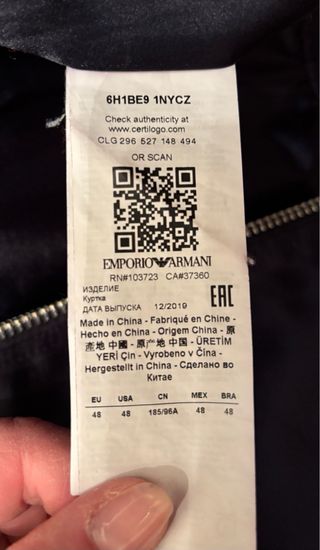 6H1BE9 1NYCZ
Check authenticity at
www.certilogo.com
CLG 296 527 148 494
OR SCAN
EMPORIO ARMANI
RN#103723 CA#37360
ИЗДЕЛИЕ
Куртка
ДАТА ВЫПУСКА 12/2019
EAC
Made in China - Fabriqué en Chine -
Hecho en China - Origem China - 原
產地 中國 - 原产地 中国 - ÜRETİM
YERİ Çin - Vyrobeno v Čína -
Hergestellt in China - Сделано во
Китае
EU USA CN MEX BRA
48 48 185/96A 48 48